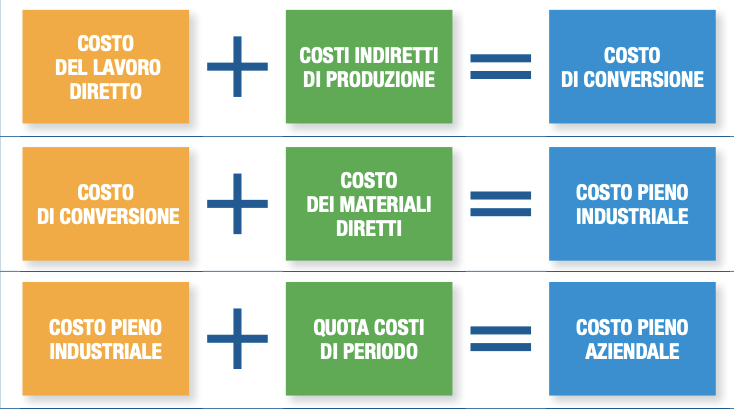 COSTO
DEL LAVORO
DIRETTO
+
COSTI INDIRETTI
DI PRODUZIONE
=
COSTO
DI CONVERSIONE
COSTO
DI CONVERSIONE
+
COSTO
DEI MATERIALI
DIRETTI
=
COSTO PIENO
INDUSTRIALE
COSTO PIENO
INDUSTRIALE
+
QUOTA COSTI
DI PERIODO
=
COSTO PIENO
AZIENDALE